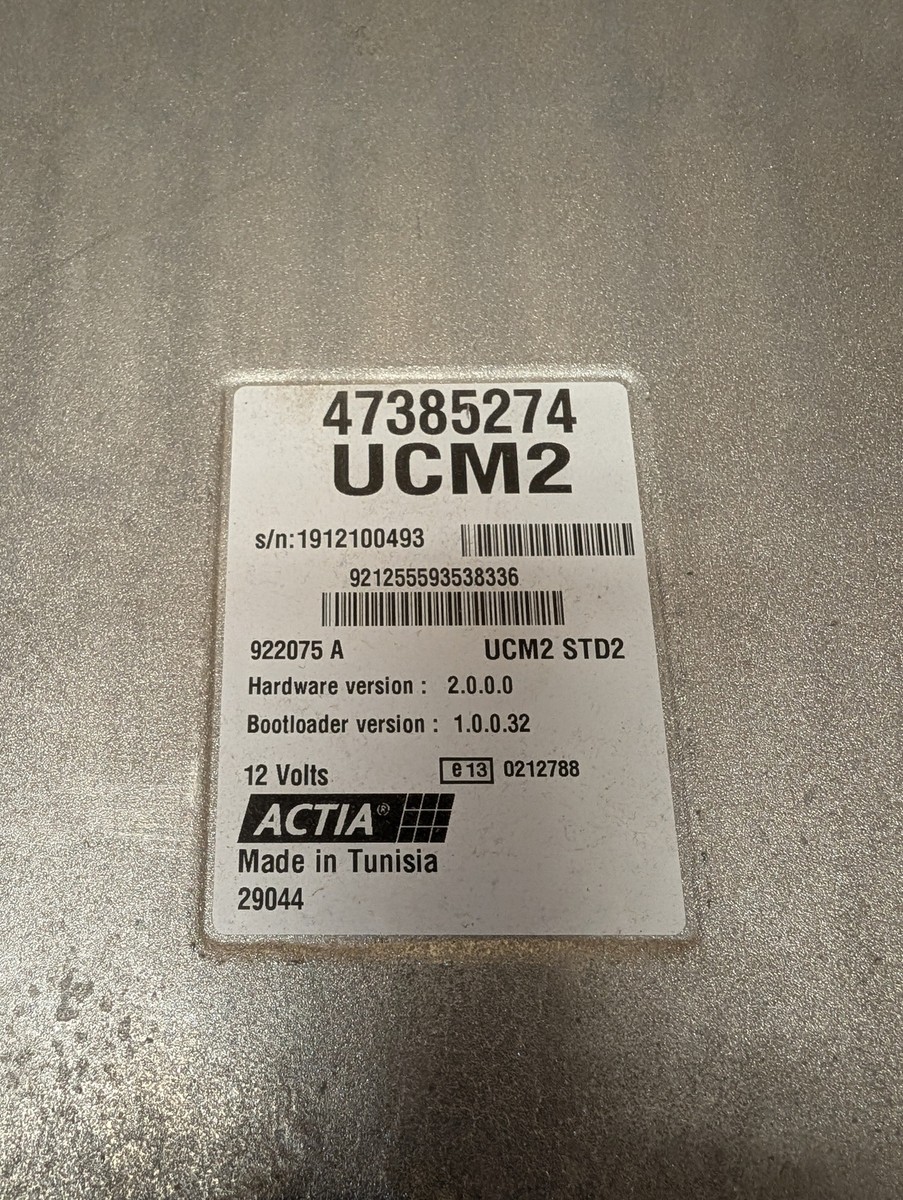 47385274
UCM2
s/n:1912100493
921255593538336
922075 A UCM2 STD2
Hardware version : 2.0.0.0
Bootloader version : 1.0.0.32
12 Volts e 13 0212788
ACTIA®
Made in Tunisia
29044